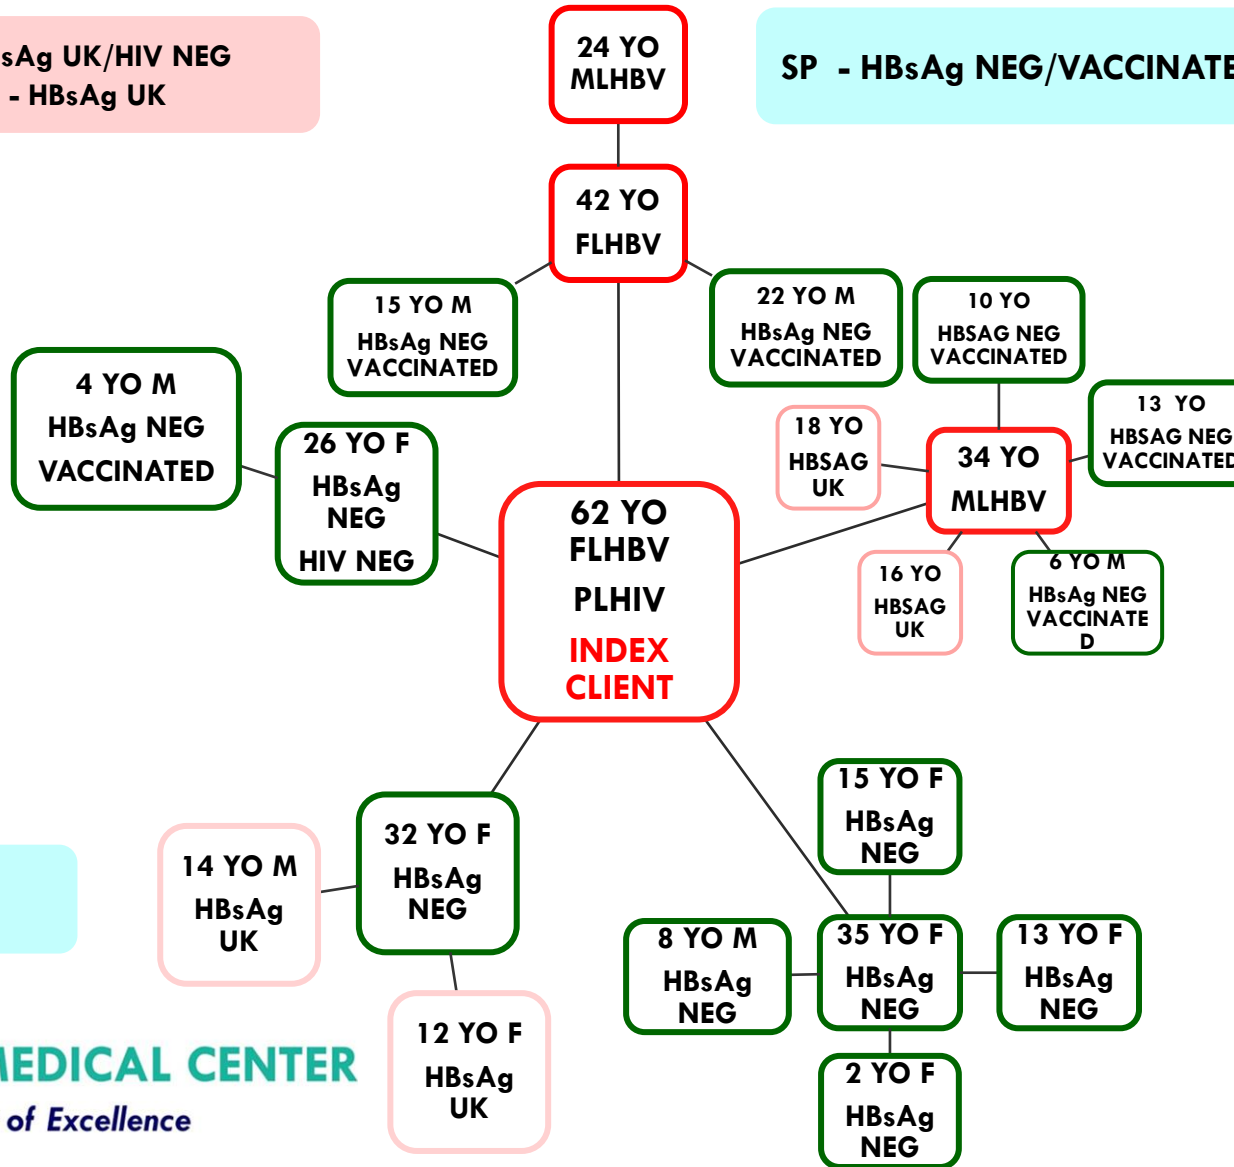 sAg UK/HIV NEG
- HBsAg UK
24 YO
MLHBV
SP - HBsAg NEG/VACCINATE
42 YO
FLHBV
15 YO M
HBsAg NEG
VACCINATED
22 YO M
HBsAg NEG
VACCINATED
10 YO
HBSAG NEG
VACCINATED
4 YO M
HBsAg NEG
VACCINATED
26 YO F
HBsAg
NEG
HIV NEG
18 YO
HBSAG
UK
34 YO
MLHBV
13 YO
HBSAG NEG
VACCINATED
62 YO
FLHBV
PLHIV
INDEX
CLIENT
16 YO
HBSAG
UK
6 YO M
HBsAg NEG
VACCINATE
D
15 YO F
HBsAg
NEG
32 YO F
HBsAg
NEG
14 YO M
HBsAg
UK
8 YO M
HBsAg
NEG
35 YO F
HBsAg
NEG
13 YO F
HBsAg
NEG
12 YO F
HBsAg
UK
2 YO F
HBsAg
NEG
MEDICAL CENTER
of Excellence